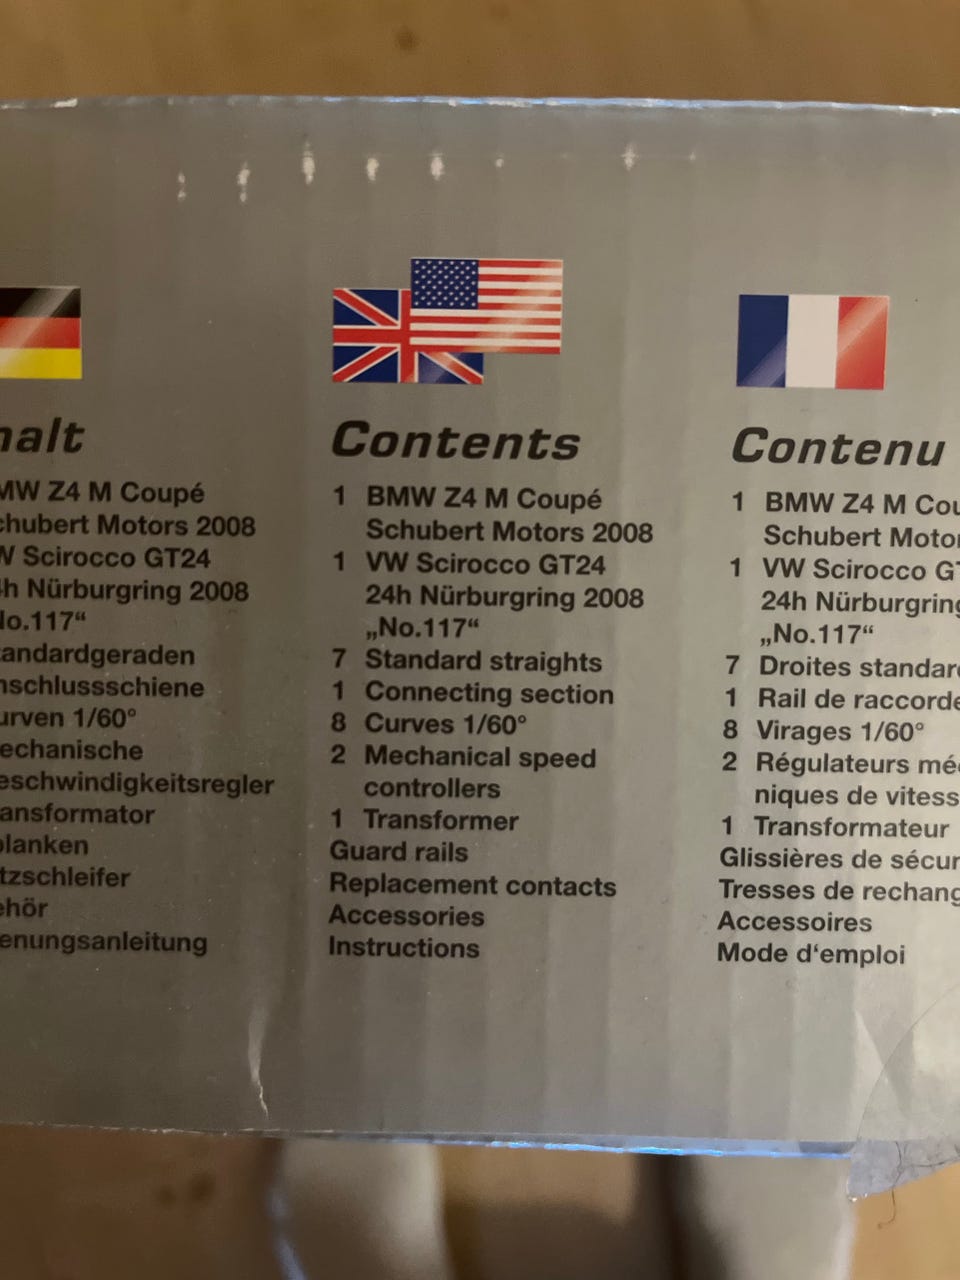 halt
MW Z4 M Coupé
chubert Motors 2008
W Scirocco GT24
4h Nürburgring 2008
No.117“
tandardgeraden
nschlussschiene
urven 1/60°
echanische
eschwindigkeitsregler
ansformator
planken
tzschleifer
ehör
enungsanleitung
Contents
1 BMW Z4 M Coupé
Schubert Motors 2008
1 VW Scirocco GT24
24h Nürburgring 2008
„No.117“
7 Standard straights
1 Connecting section
8 Curves 1/60°
2 Mechanical speed
controllers
1 Transformer
Guard rails
Replacement contacts
Accessories
Instructions
Contenu
1 BMW Z4 M Cou
Schubert Motor
1 VW Scirocco GT
24h Nürburgring
„No.117“
7 Droites standard
1 Rail de raccorde
8 Virages 1/60°
2 Régulateurs méc
niques de vitess
1 Transformateur
Glissières de sécur
Tresses de rechang
Accessoires
Mode d‘emploi